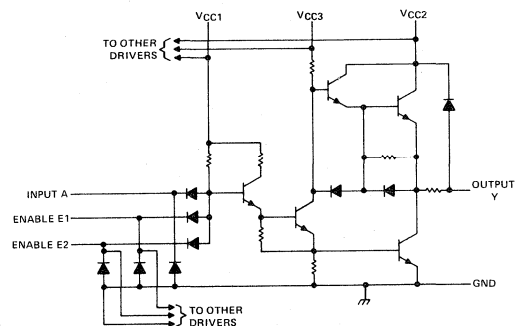 VCC1
VCC3
VCC2
TO OTHER
DRIVERS
INPUT A
ENABLE E1
ENABLE E2
OUTPUT
Y
GND
TO OTHER
DRIVERS